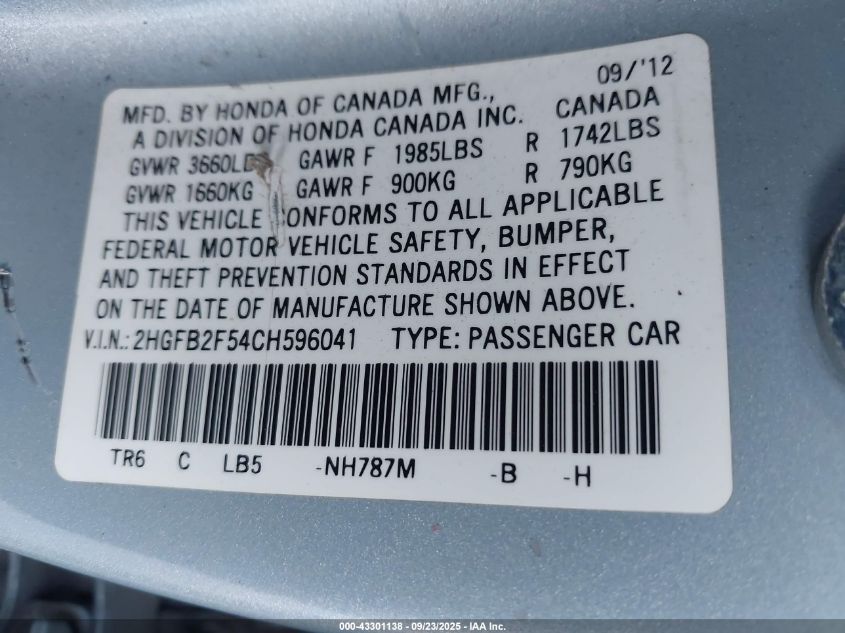 09/'12
MFD. BY HONDA OF CANADA MFG.,
A DIVISION OF HONDA CANADA INC. CANADA
GVWR 3660LBS GAWR F 1985LBS R 1742LBS
GVWR 1660KG GAWR F 900KG R 790KG
THIS VEHICLE CONFORMS TO ALL APPLICABLE
FEDERAL MOTOR VEHICLE SAFETY, BUMPER,
AND THEFT PREVENTION STANDARDS IN EFFECT
ON THE DATE OF MANUFACTURE SHOWN ABOVE.
V.I.N.: 2HGFB2F54CH596041 TYPE: PASSENGER CAR
TR6 C LB5 -NH787M -B -H
000-43301138 - 09/23/2025 - IAA Inc.